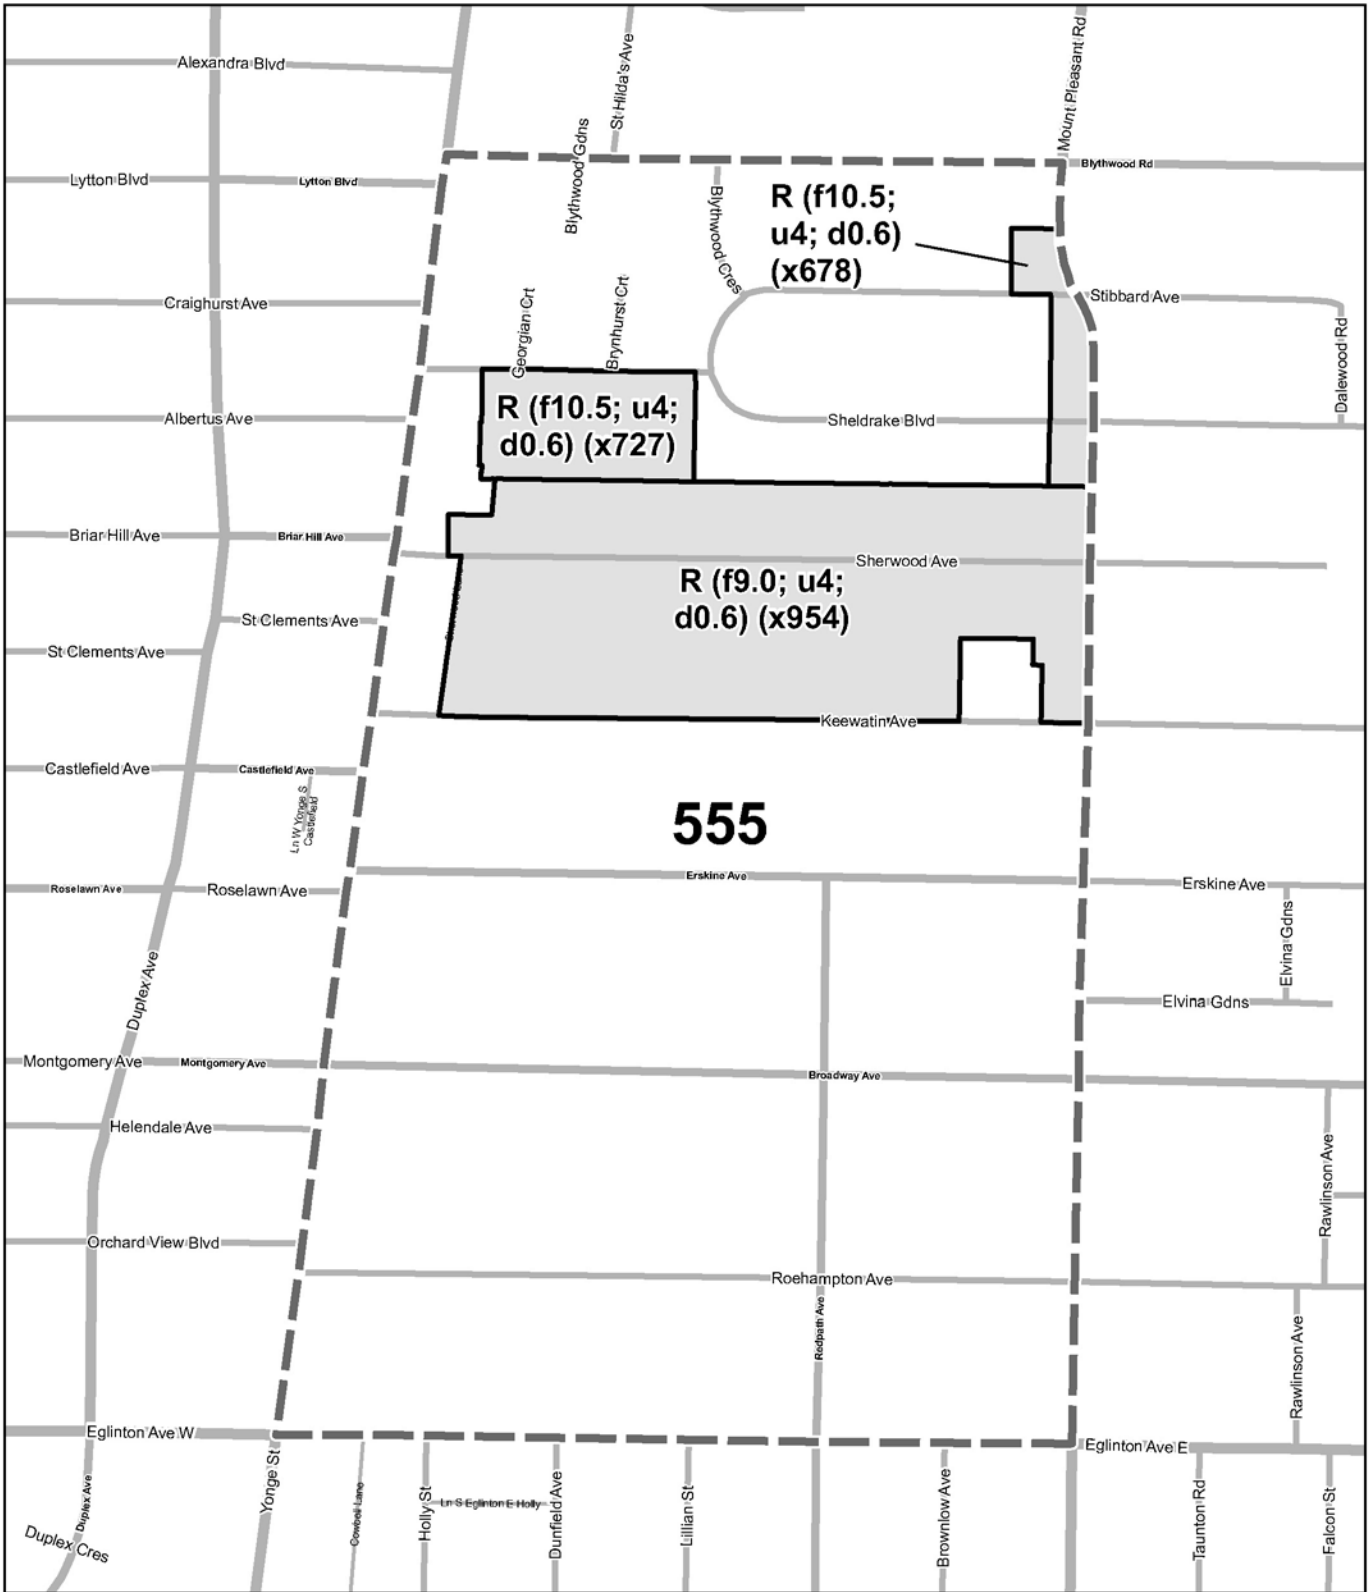 Alexandra Blvd
St Hilda's Ave
Mount Pleasant Rd
Blythwood Gdns
Blythwood Rd
Lytton Blvd
Lytton Blvd
Blythwood Cres
R (f10.5;
u4; d0.6)
(x678)
Craighurst Ave
Georgian Crt
Brynhurst Crt
Stibbard Ave
Dalewood Rd
Albertus Ave
R (f10.5; u4;
d0.6) (x727)
Sheldrake Blvd
Briar Hill Ave
Briar Hill Ave
Sherwood Ave
R (f9.0; u4;
d0.6) (x954)
St Clements Ave
St Clements Ave
Keewatin Ave
Castlefield Ave
Castlefield Ave
Ln W Yonge S
Castlefield
555
Roselawn Ave
Roselawn Ave
Erskine Ave
Erskine Ave
Elvina Gdns
Duplex Ave
Elvina Gdns
Montgomery Ave
Montgomery Ave
Broadway Ave
Helendale Ave
Rawlinson Ave
Orchard View Blvd
Roehampton Ave
Redpath Ave
Rawlinson Ave
Eglinton Ave W
Eglinton Ave E
Yonge St
Duplex Ave
Duplex Cres
Cowbell Lane
Holly St
Ln S Eglinton E Holly
Dunfield Ave
Lillian St
Brownlow Ave
Taunton Rd
Falcon St